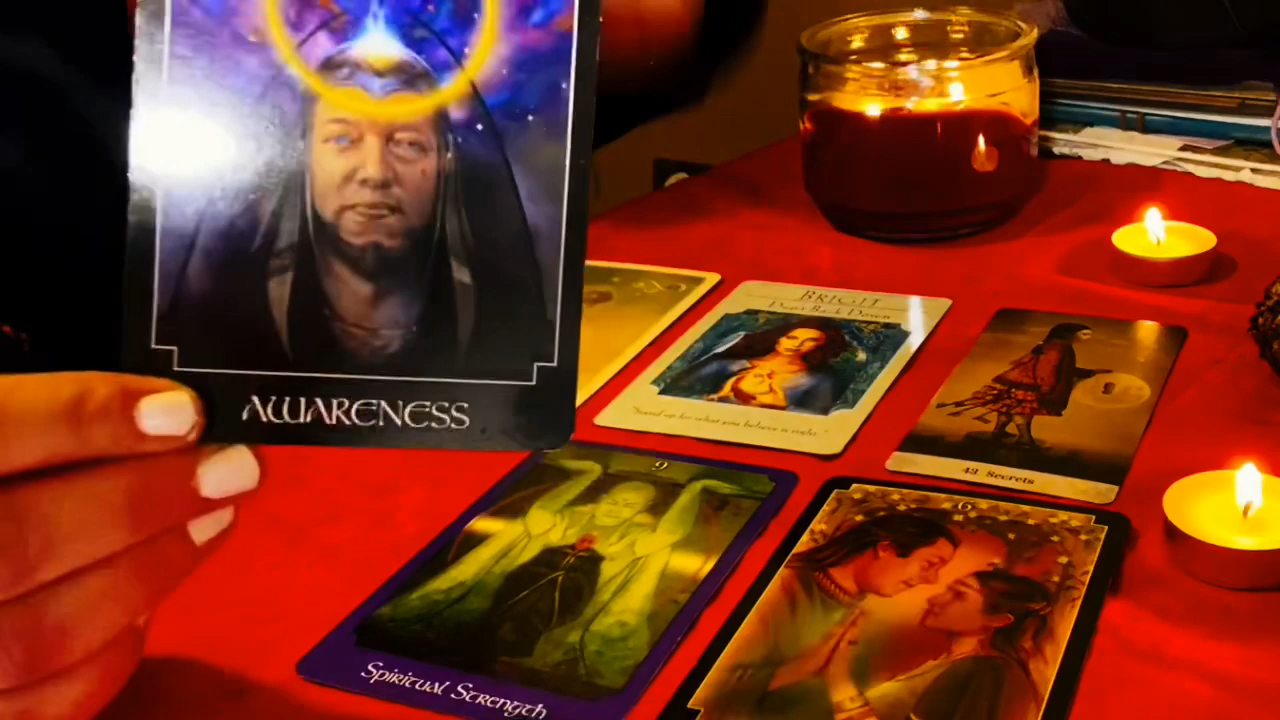 AWARENESS
BRIGIT
Don't Back Down
"Stand up for what you believe is right."
42. Secrets
9
Spiritual Strength
6